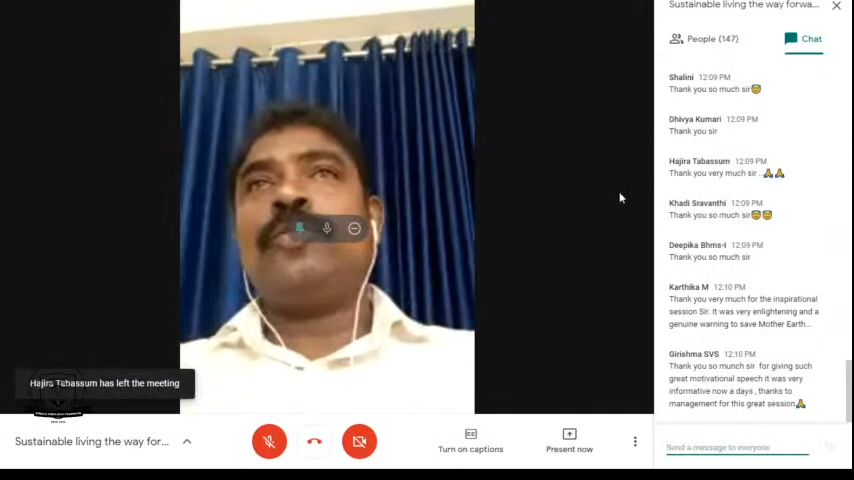 Sustainable living the way forwa...
People (147)
Chat
Shalini 12:09 PM
Thank you so much sir😇
Dhivya Kumari 12:09 PM
Thank you sir
Hajira Tabassum 12:09 PM
Thank you very much sir ..🙏🙏
Khadi Sravanthi 12:09 PM
Thank you so much sir😇😇
Deepika Bhms-I 12:09 PM
Thank you so much sir
Karthika M 12:10 PM
Thank you very much for the inspirational
session Sir. It was very enlightening and a
genuine warning to save Mother Earth...
Girishma SVS 12:10 PM
Thank you so munch sir for giving such
great motivational speech it was very
informative now a days , thanks to
management for this great session🙏
Send a message to everyone
Hajira Tabassum has left the meeting
Sustainable living the way for...
Turn on captions
Present now